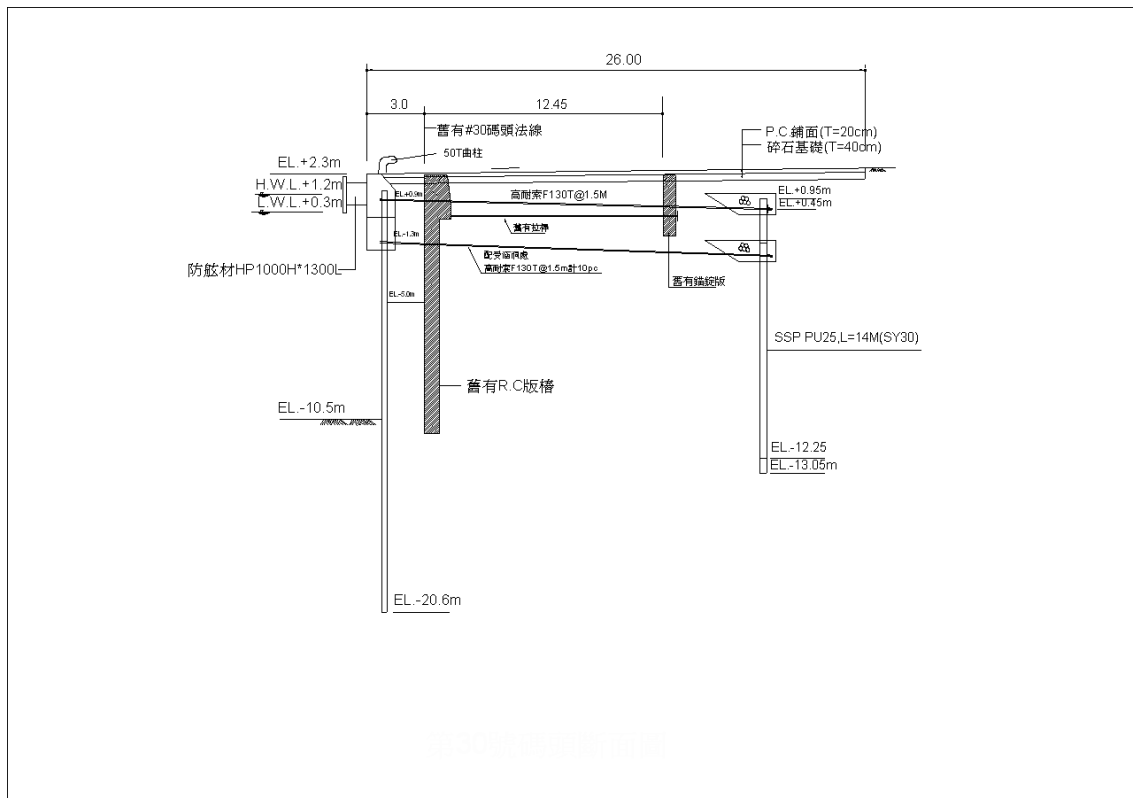 26.00
3.0
12.45
舊有#30碼頭法線
50T曲柱
P.C.鋪面(T=20cm)
碎石基礎(T=40cm)
EL.+2.3m
H.W.L.+1.2m
L.W.L.+0.3m
EL.+0.9m
高耐索F130T@1.5M
EL.+0.95m
EL.+0.45m
舊有拉桿
EL.-1.3m
高耐索F130T@1.5m計10pc
防舷材HP1000H*1300L
舊有錨錠版
EL.-5.0m
SSP PU25,L=14M(SY30)
舊有R.C版樁
EL.-10.5m
EL.-12.25
EL.-13.05m
EL.-20.6m